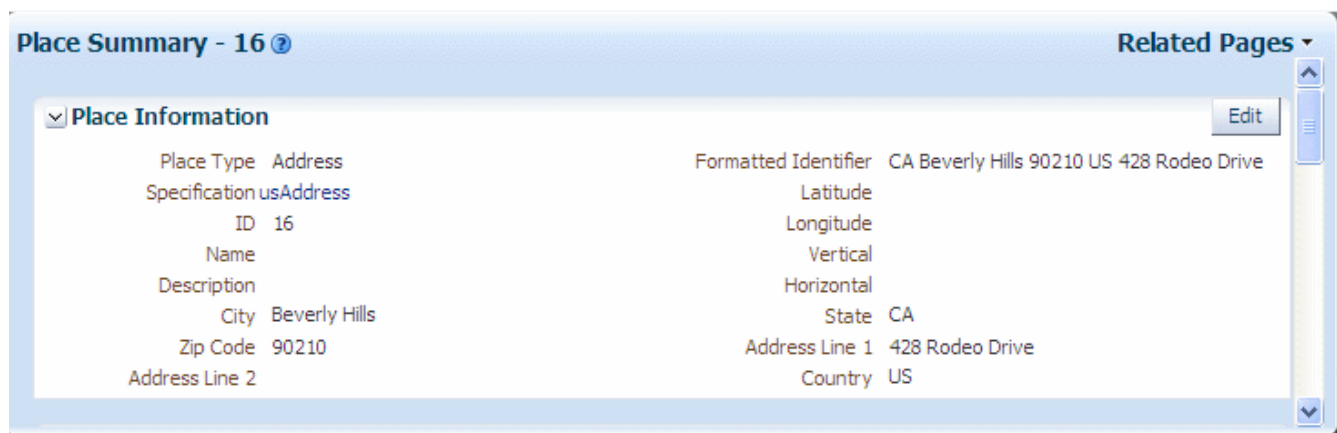 Place Summary - 16 Related Pages
Place Information Edit
Place Type Address Formatted Identifier CA Beverly Hills 90210 US 428 Rodeo Drive
Specification usAddress Latitude
ID 16 Longitude
Name Vertical
Description Horizontal
City Beverly Hills State CA
Zip Code 90210 Address Line 1 428 Rodeo Drive
Address Line 2 Country US